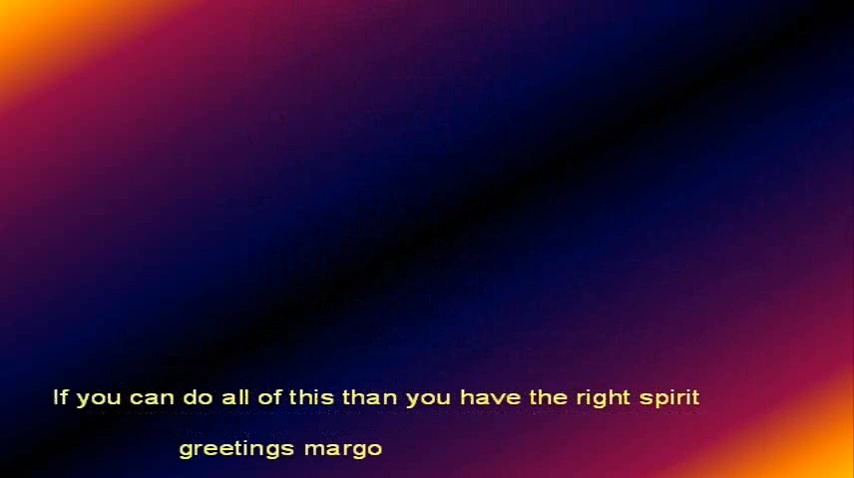 If you can do all of this than you have the right spirit
greetings margo